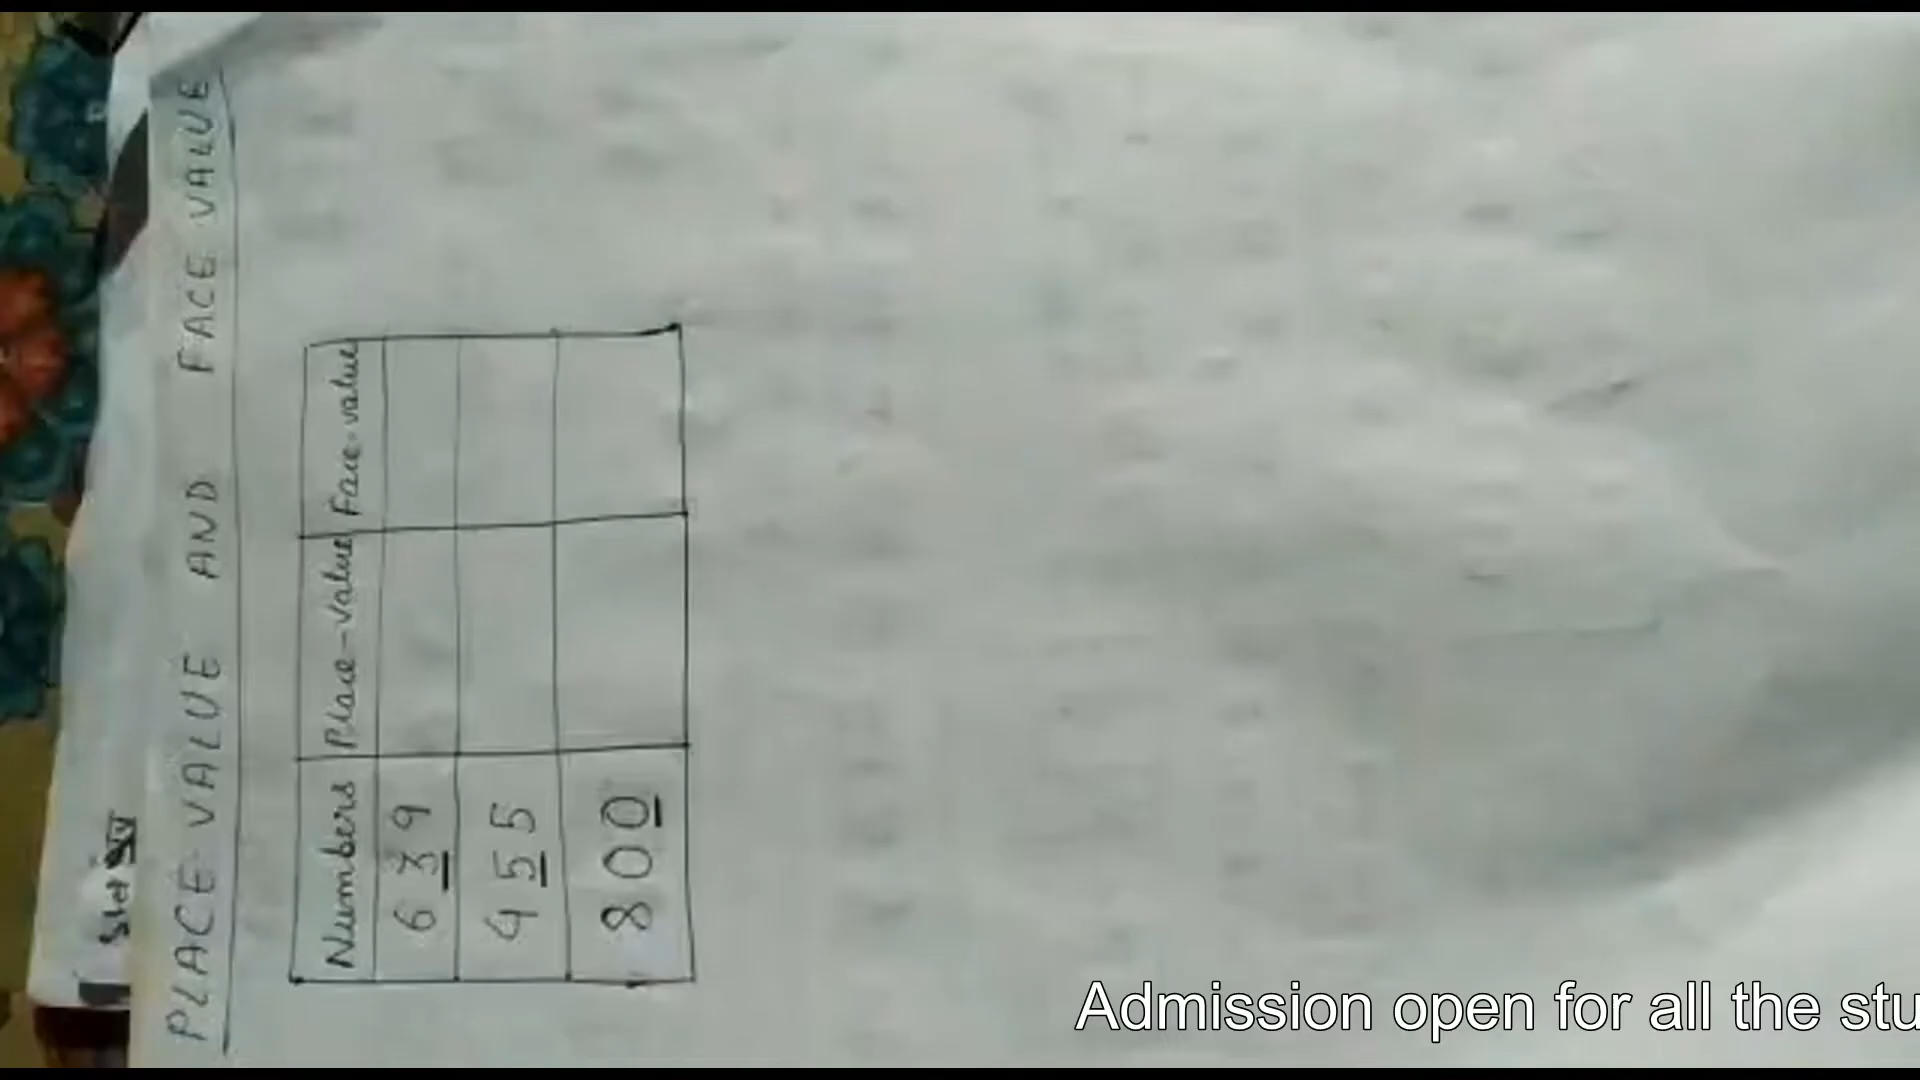 PLACE VALUE AND FACE VALUE
Numbers Place-value Face-value
639
455
800
Admission open for all the stu